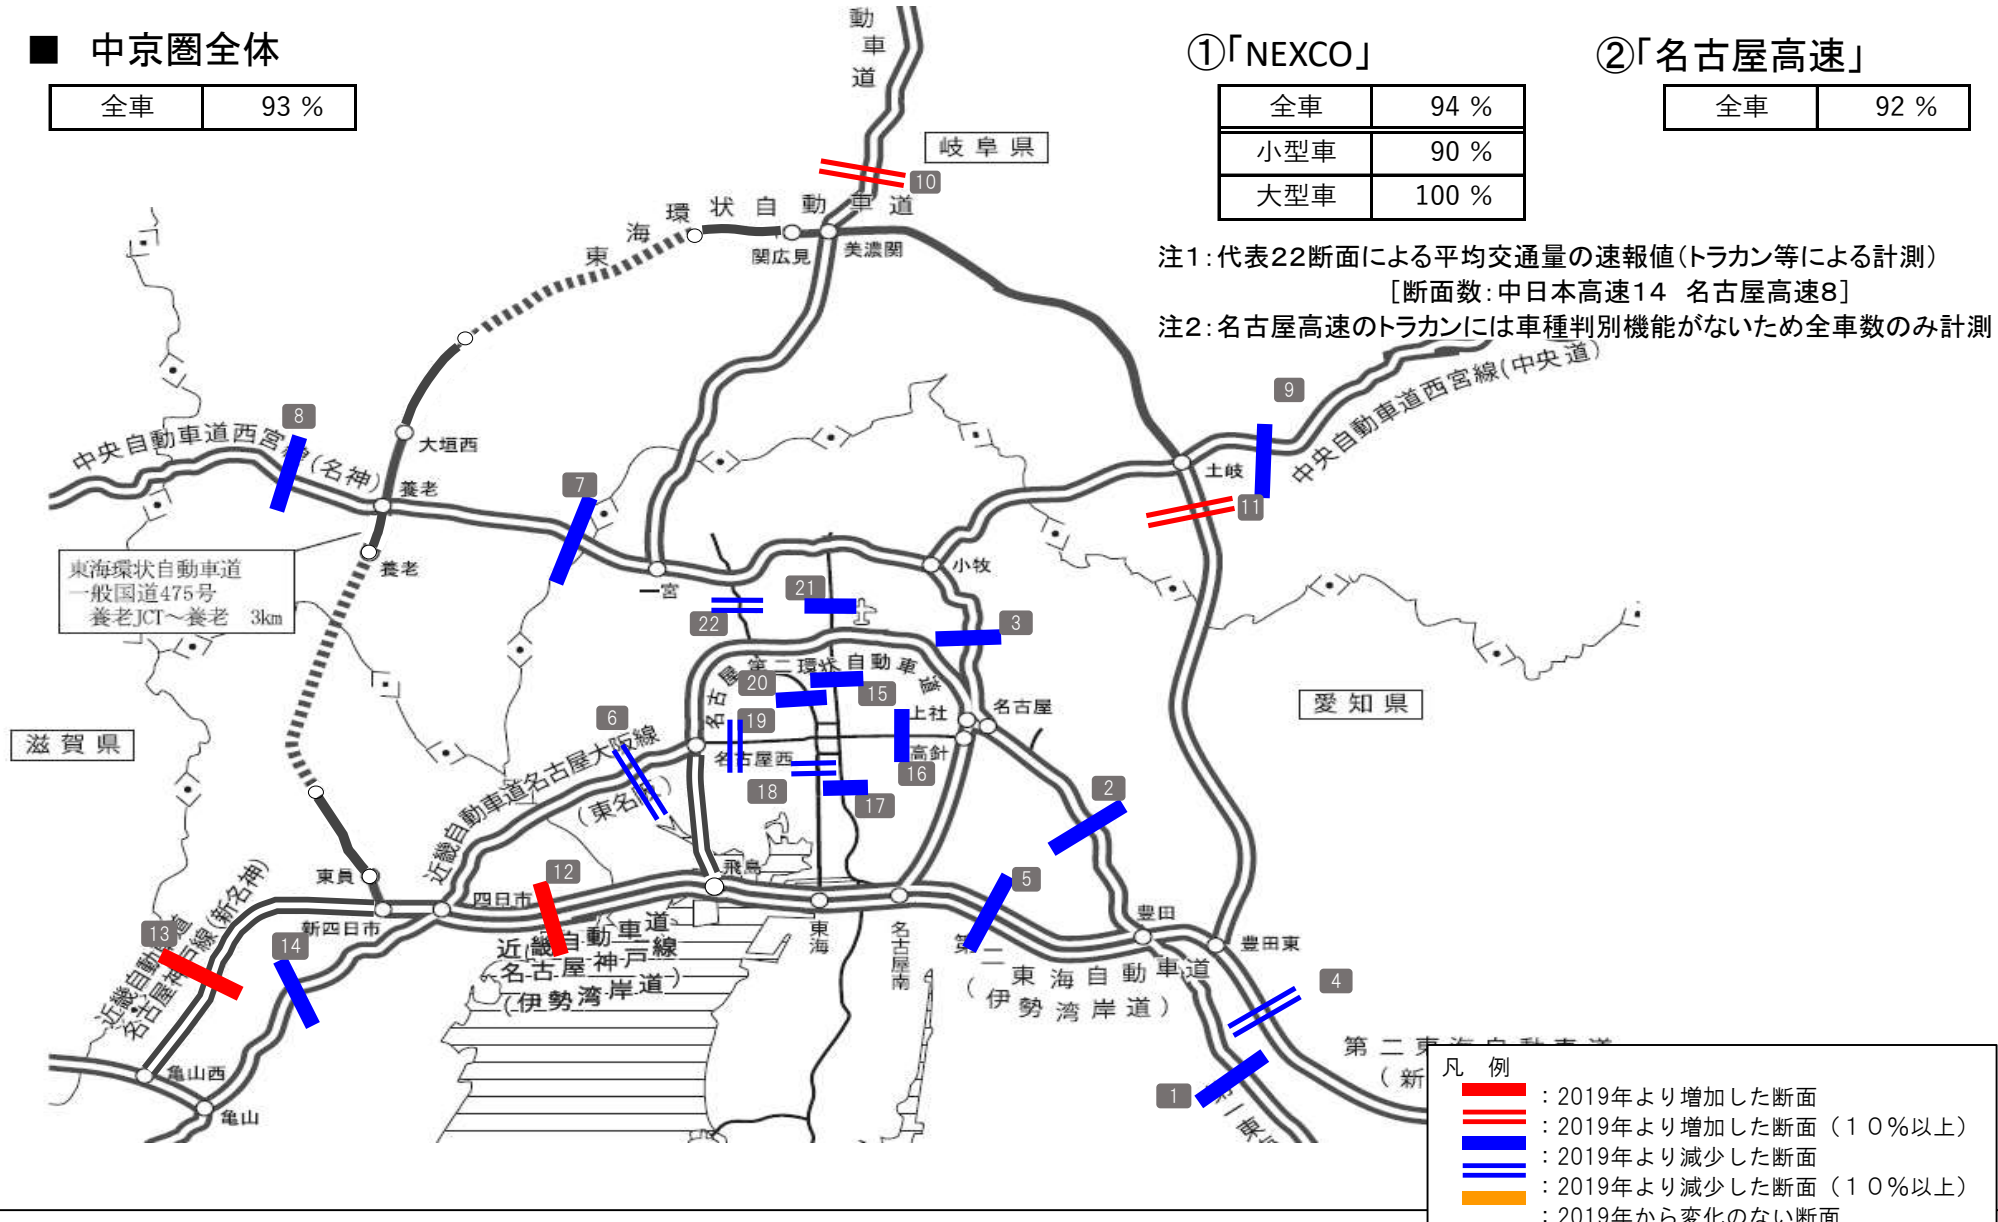 ■ 中京圏全体
全車 93 %
①「NEXCO」
全車 94 %
小型車 90 %
大型車 100 %
②「名古屋高速」
全車 92 %
注1：代表22断面による平均交通量の速報値（トラカン等による計測）
［断面数：中日本高速14 名古屋高速8］
注2：名古屋高速のトラカンには車種判別機能がないため全車数のみ計測
動車道
岐阜県
10
東海環状自動車道
関広見
美濃関
中央自動車道西宮線(中央道)
9
8
中央自動車道西宮線(名神)
大垣西
養老
7
土岐
11
養老
東海環状自動車道
一般国道475号
養老JCT～養老 3km
一宮
小牧
21
22
3
名古屋第二環状自動車道
20
15
19
上社
名古屋
愛知県
滋賀県
6
近畿自動車道名古屋大阪線
(東名阪)
名古屋西
高針
16
18
17
2
飛島
東員
12
5
四日市
新四日市
近畿自動車道
名古屋神戸線
(伊勢湾岸道)
東海
名古屋南
豊田
豊田東
第二東海自動車道
(伊勢湾岸道)
13
14
近畿自動車道
名古屋神戸線(新名神)
4
1
亀山西
亀山
第二東海自動車道
(新
第一東
凡 例
：2019年より増加した断面
：2019年より増加した断面（１０％以上）
：2019年より減少した断面
：2019年より減少した断面（１０％以上）
：2019年から変化のない断面